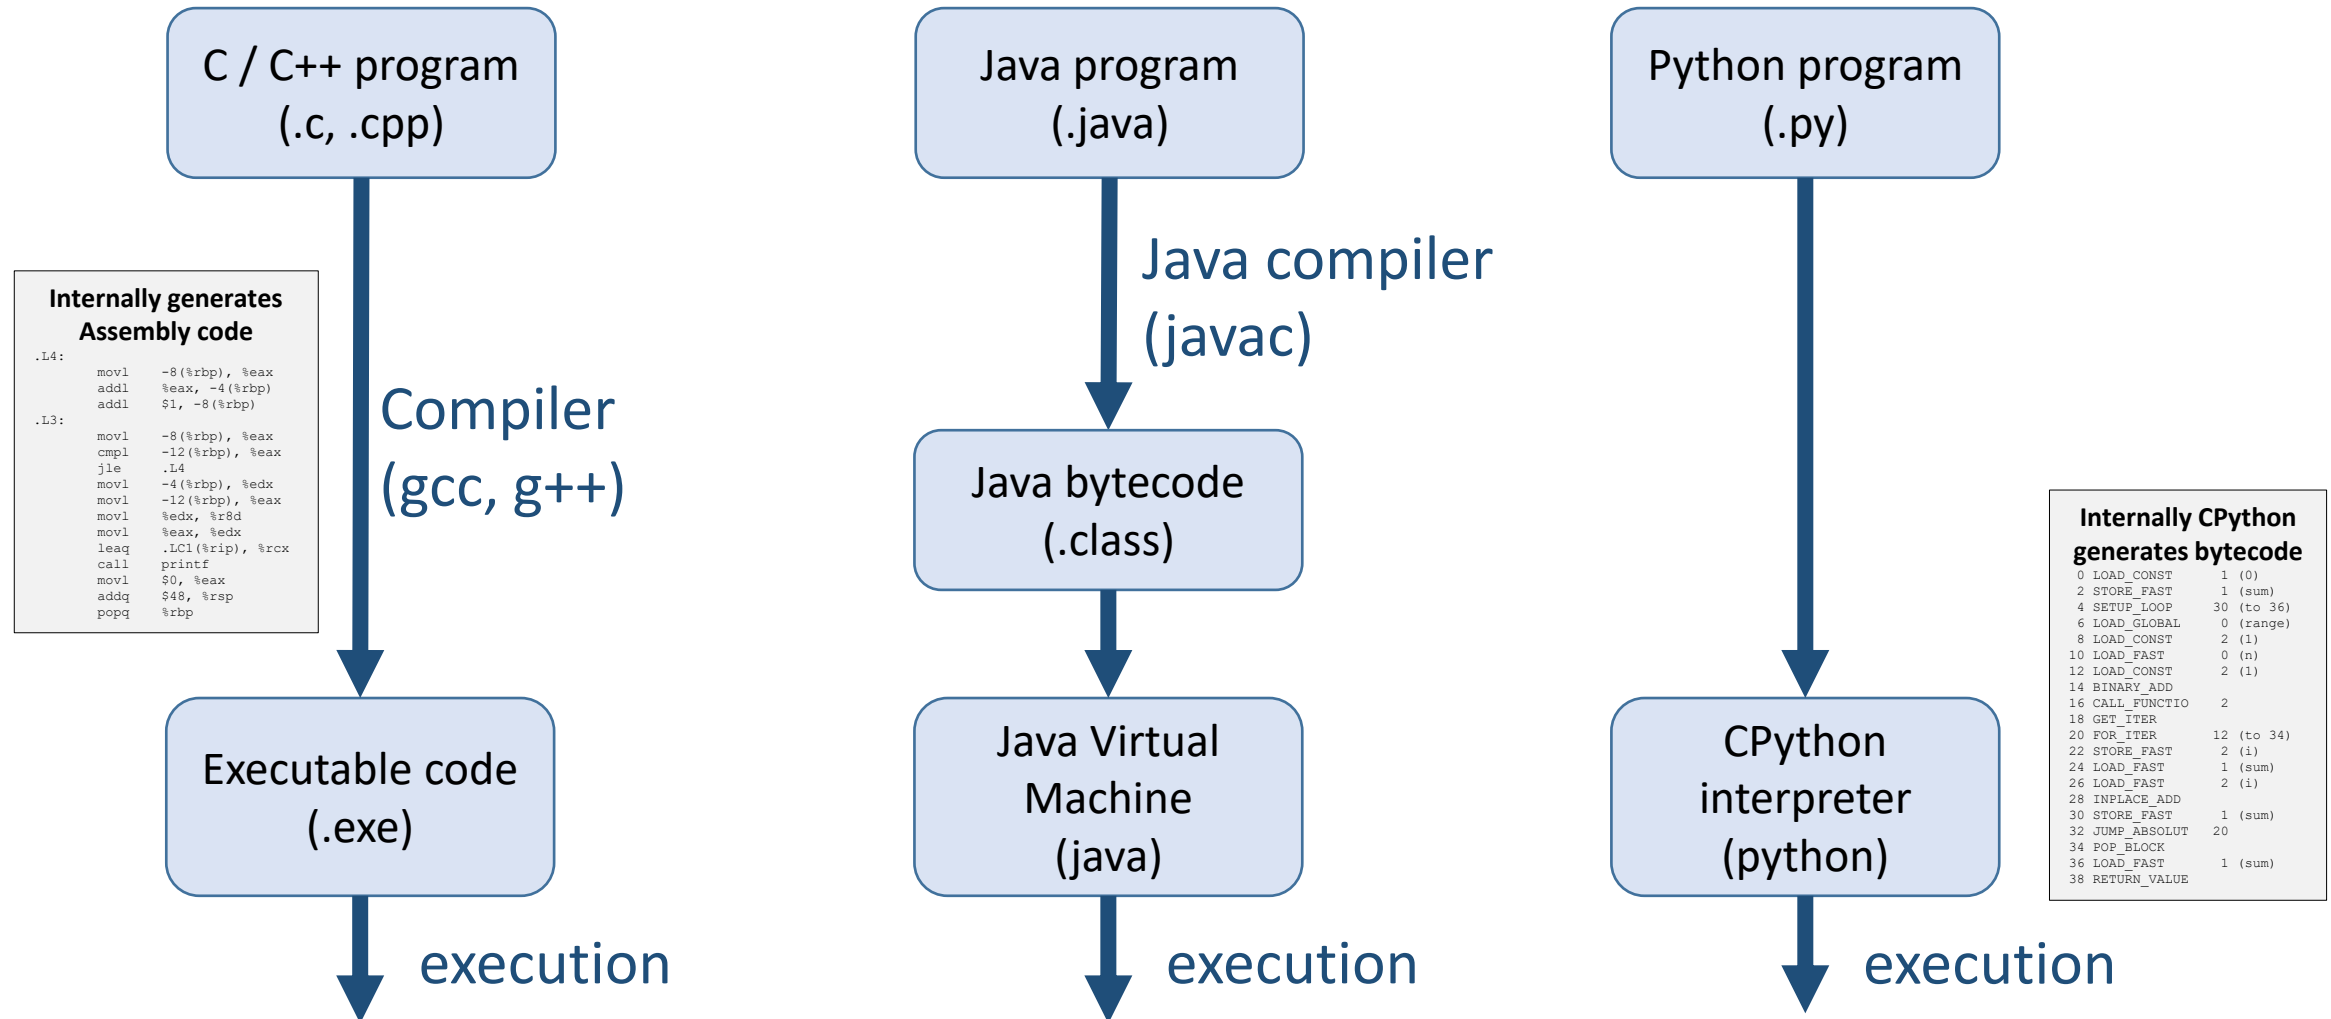 C / C++ program
(.c, .cpp)
Internally generates
Assembly code
.L4:
movl -8(%rbp), %eax
addl %eax, -4(%rbp)
addl $1, -8(%rbp)
.L3:
movl -8(%rbp), %eax
cmpl -12(%rbp), %eax
jle .L4
movl -4(%rbp), %edx
movl -12(%rbp), %eax
movl %edx, %r8d
movl %eax, %edx
leaq .LC1(%rip), %rcx
call printf
movl $0, %eax
addq $48, %rsp
popq %rbp
Compiler
(gcc, g++)
Executable code
(.exe)
execution
Java program
(.java)
Java compiler
(javac)
Java bytecode
(.class)
Java Virtual
Machine
(java)
execution
Python program
(.py)
CPython
interpreter
(python)
Internally CPython
generates bytecode
0 LOAD_CONST 1 (0)
2 STORE_FAST 1 (sum)
4 SETUP_LOOP 30 (to 36)
6 LOAD_GLOBAL 0 (range)
8 LOAD_CONST 2 (1)
10 LOAD_FAST 0 (n)
12 LOAD_CONST 2 (1)
14 BINARY_ADD
16 CALL_FUNCTIO 2
18 GET_ITER
20 FOR_ITER 12 (to 34)
22 STORE_FAST 2 (i)
24 LOAD_FAST 1 (sum)
26 LOAD_FAST 2 (i)
28 INPLACE_ADD
30 STORE_FAST 1 (sum)
32 JUMP_ABSOLUT 20
34 POP_BLOCK
36 LOAD_FAST 1 (sum)
38 RETURN_VALUE
execution